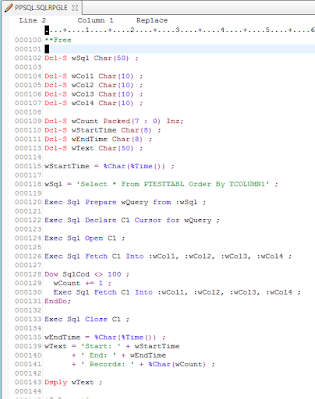 PPSQL.SQLRPGLE
Line 2 Column 1 Replace
....+....1....+....2....+....3....+....4....+....5....+....6
000100 **Free
000101
000102 Dcl-S wSql Char(50) ;
000103
000104 Dcl-S wCol1 Char(10) ;
000105 Dcl-S wCol2 Char(10) ;
000106 Dcl-S wCol3 Char(10) ;
000107 Dcl-S wCol4 Char(10) ;
000108
000109 Dcl-S wCount Packed(7 : 0) Inz;
000110 Dcl-S wStartTime Char(8) ;
000111 Dcl-S wEndTime Char(8) ;
000113 Dcl-S wText Char(50) ;
000114
000115 wStartTime = %Char(%Time()) ;
000117
000118 wSql = 'Select * From PTESTTABL Order By TCOLUMN1' ;
000119
000120 Exec Sql Prepare wQuery from :wSql ;
000121
000122 Exec Sql Declare C1 Cursor for wQuery ;
000123
000124 Exec Sql Open C1 ;
000125
000126 Exec Sql Fetch C1 Into :wCol1, :wCol2, :wCol3, :wCol4 ;
000127
000128 Dow SqlCod <> 100 ;
000129 wCount += 1 ;
000130 Exec Sql Fetch C1 Into :wCol1, :wCol2, :wCol3, :wCol4 ;
000131 EndDo;
000132
000133 Exec Sql Close C1 ;
000134
000135 wEndTime = %Char(%Time()) ;
000139 wText = 'Start: ' + wStartTime
000140 + ' End: ' + wEndTime
000141 + ' Records: ' + %Char(wCount) ;
000142
000143 Dsply wText ;
000144